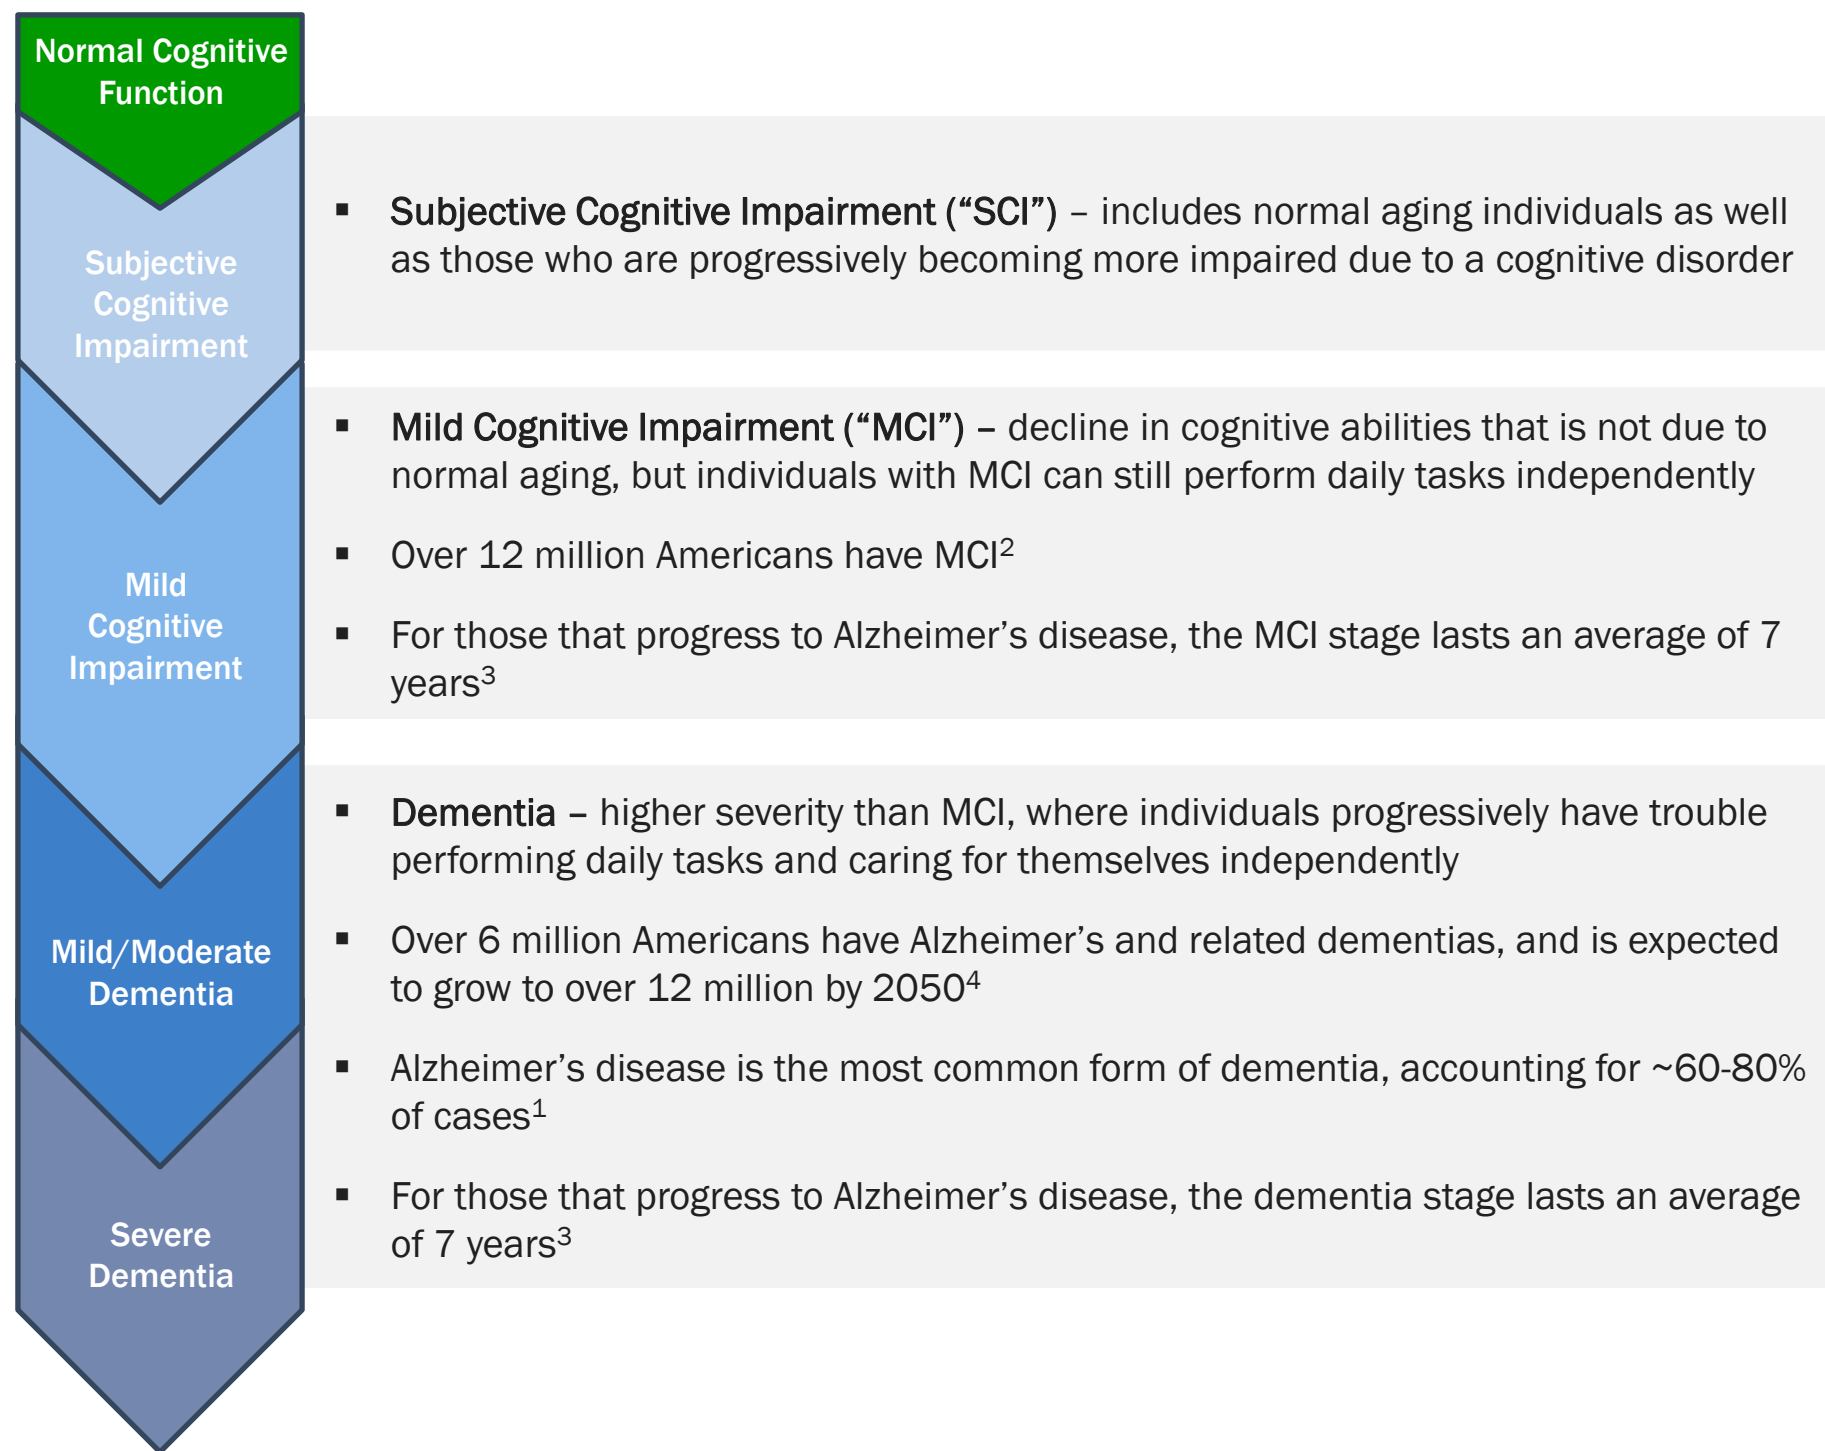 Normal Cognitive
Function
Subjective
Cognitive
Impairment
▪ Subjective Cognitive Impairment (“SCI”) – includes normal aging individuals as well
as those who are progressively becoming more impaired due to a cognitive disorder
Mild
Cognitive
Impairment
▪ Mild Cognitive Impairment (“MCI”) – decline in cognitive abilities that is not due to
normal aging, but individuals with MCI can still perform daily tasks independently
▪ Over 12 million Americans have MCI²
▪ For those that progress to Alzheimer’s disease, the MCI stage lasts an average of 7
years³
Mild/Moderate
Dementia
Severe
Dementia
▪ Dementia – higher severity than MCI, where individuals progressively have trouble
performing daily tasks and caring for themselves independently
▪ Over 6 million Americans have Alzheimer’s and related dementias, and is expected
to grow to over 12 million by 2050⁴
▪ Alzheimer’s disease is the most common form of dementia, accounting for ~60-80%
of cases¹
▪ For those that progress to Alzheimer’s disease, the dementia stage lasts an average
of 7 years³